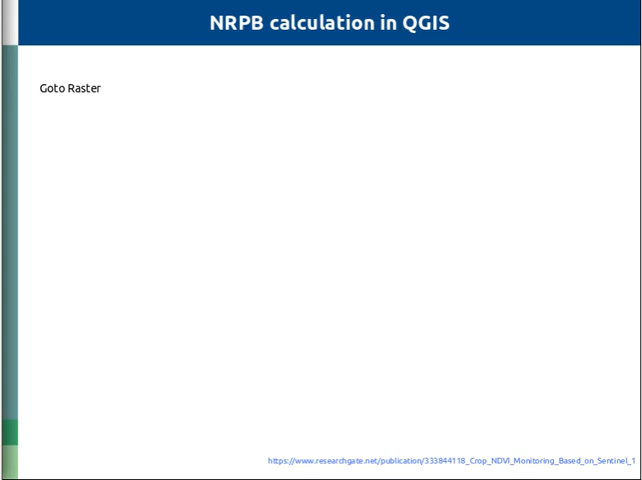 NRPB calculation in QGIS
Goto Raster
https://www.researchgate.net/publication/333844118_Crop_NDVI_Monitoring_Based_on_Sentinel_1